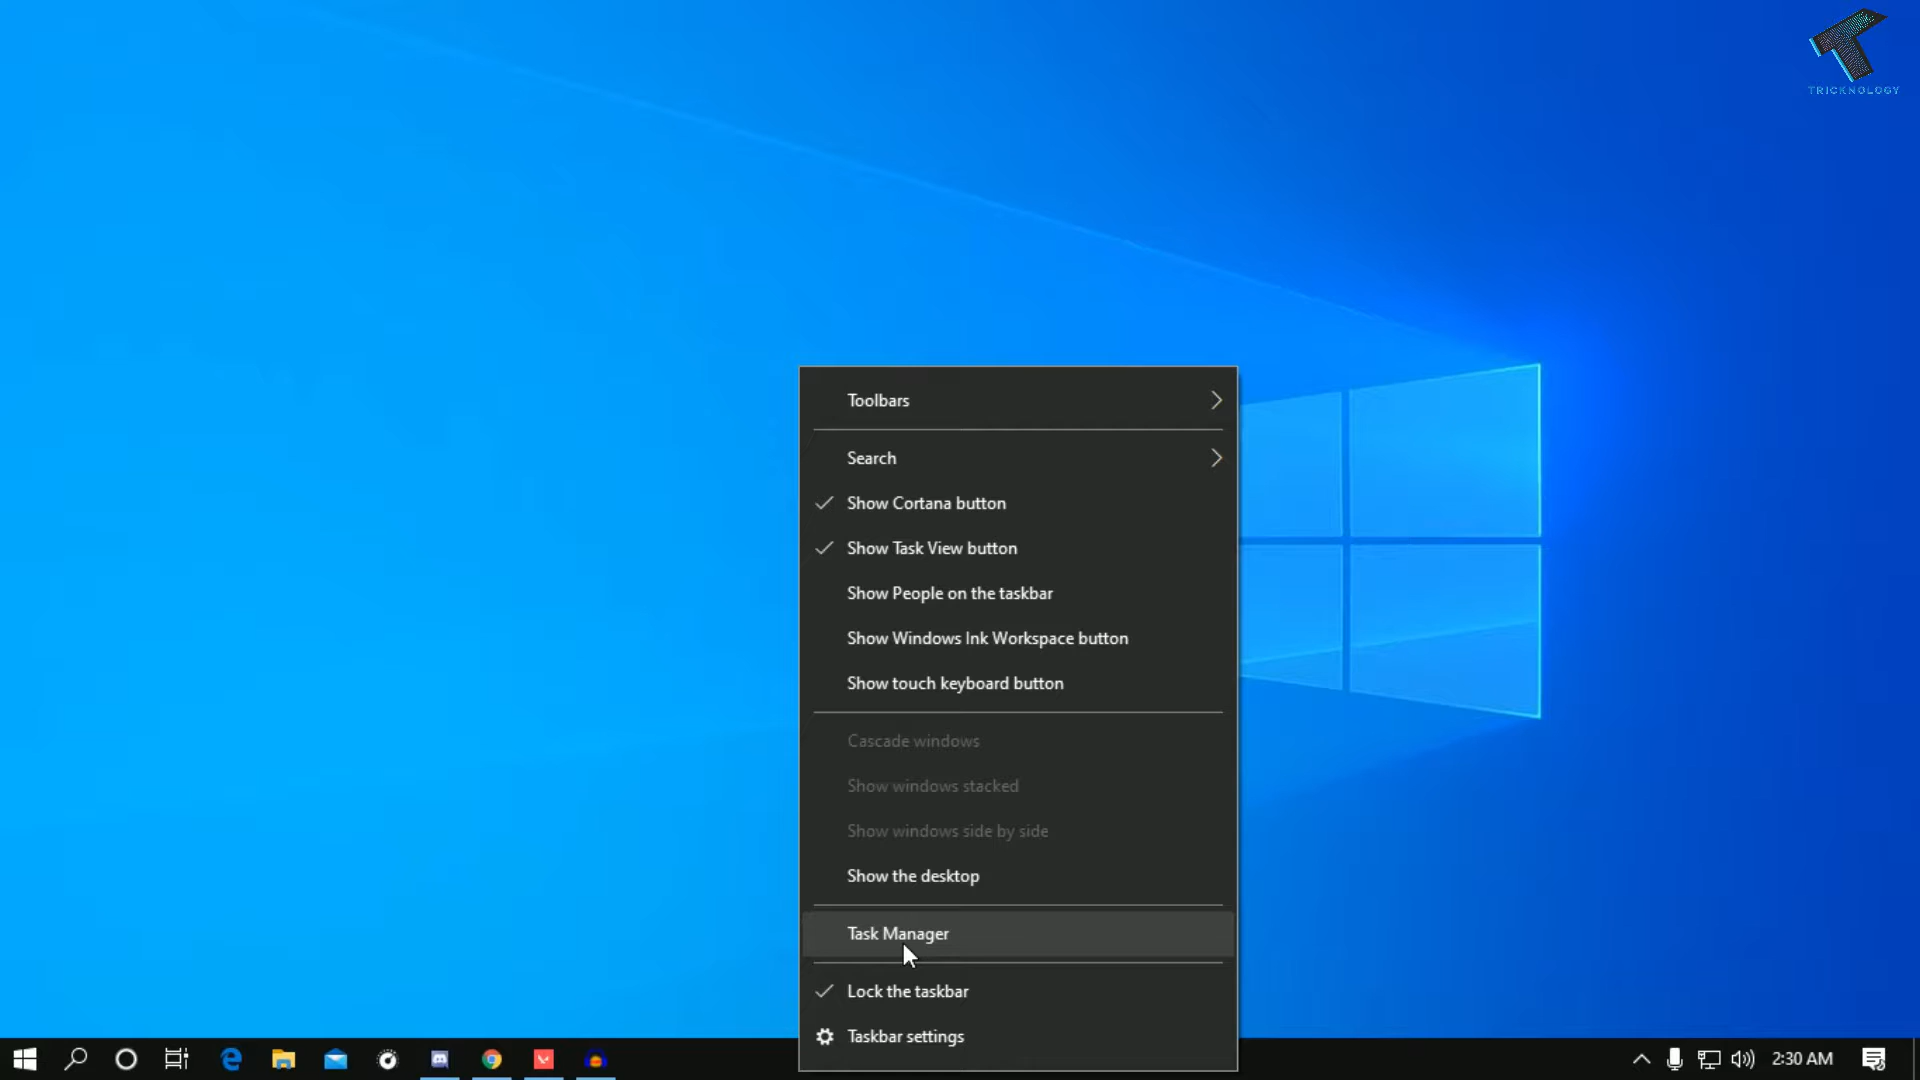 TRICKNOLOGY
Toolbars
Search
Show Cortana button
Show Task View button
Show People on the taskbar
Show Windows Ink Workspace button
Show touch keyboard button
Cascade windows
Show windows stacked
Show windows side by side
Show the desktop
Task Manager
Lock the taskbar
Taskbar settings
2:30 AM